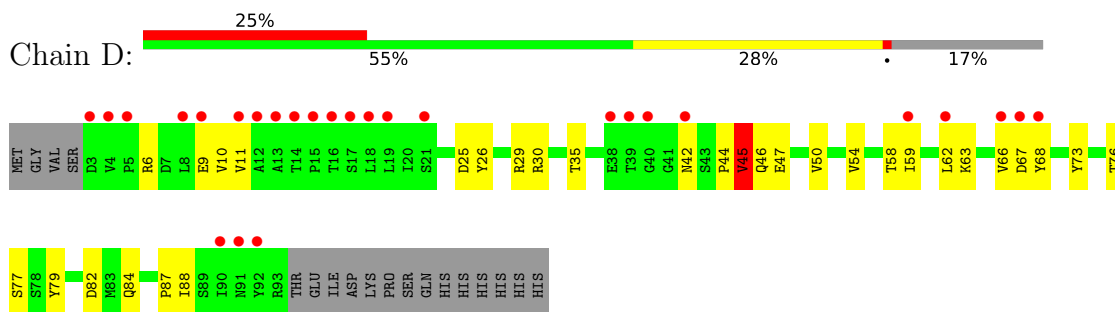 25%
Chain D:
55% 28% • 17%
MET GLY VAL SER D3 V4 P5 R6 D7 L8 E9 V10 V11 A12 A13 T14 P15 T16 S17 L18 L19 I20 S21 D25 Y26 R29 R30 T35 E38 T39 G40 G41 N42 S43 P44 V45 Q46 E47 V50 V54 T58 I59 L62 K63 V66 D67 Y68 Y73 T76
S77 S78 Y79 D82 M83 Q84 P87 I88 S89 I90 N91 Y92 R93 THR GLU ILE ASP LYS PRO SER GLN HIS HIS HIS HIS HIS HIS